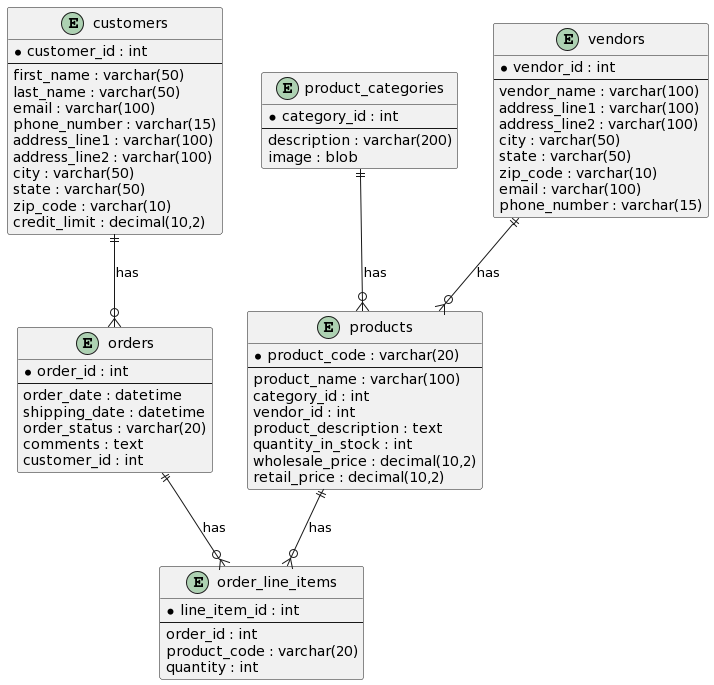 E customers
* customer_id : int
first_name : varchar(50)
last_name : varchar(50)
email : varchar(100)
phone_number : varchar(15)
address_line1 : varchar(100)
address_line2 : varchar(100)
city : varchar(50)
state : varchar(50)
zip_code : varchar(10)
credit_limit : decimal(10,2)
E product_categories
* category_id : int
description : varchar(200)
image : blob
E vendors
* vendor_id : int
vendor_name : varchar(100)
address_line1 : varchar(100)
address_line2 : varchar(100)
city : varchar(50)
state : varchar(50)
zip_code : varchar(10)
email : varchar(100)
phone_number : varchar(15)
has
has
has
E orders
* order_id : int
order_date : datetime
shipping_date : datetime
order_status : varchar(20)
comments : text
customer_id : int
E products
* product_code : varchar(20)
product_name : varchar(100)
category_id : int
vendor_id : int
product_description : text
quantity_in_stock : int
wholesale_price : decimal(10,2)
retail_price : decimal(10,2)
has
has
E order_line_items
* line_item_id : int
order_id : int
product_code : varchar(20)
quantity : int